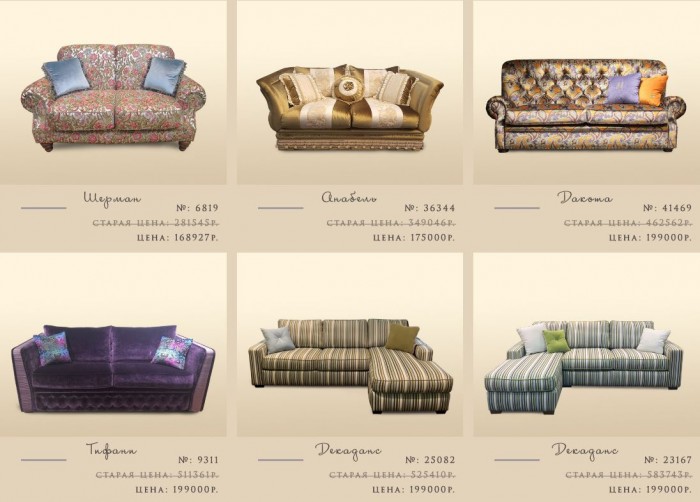 Шерман
№: 6819
СТАРАЯ ЦЕНА: 281545Р.
ЦЕНА: 168927Р.
Анабель
№: 36344
СТАРАЯ ЦЕНА: 349046Р.
ЦЕНА: 175000Р.
Дакота
№: 41469
СТАРАЯ ЦЕНА: 462562Р.
ЦЕНА: 199000Р.
Тифани
№: 9311
СТАРАЯ ЦЕНА: 511361Р.
ЦЕНА: 199000Р.
Декаданс
№: 25082
СТАРАЯ ЦЕНА: 525410Р.
ЦЕНА: 199000Р.
Декаданс
№: 23167
СТАРАЯ ЦЕНА: 583743Р.
ЦЕНА: 199000Р.